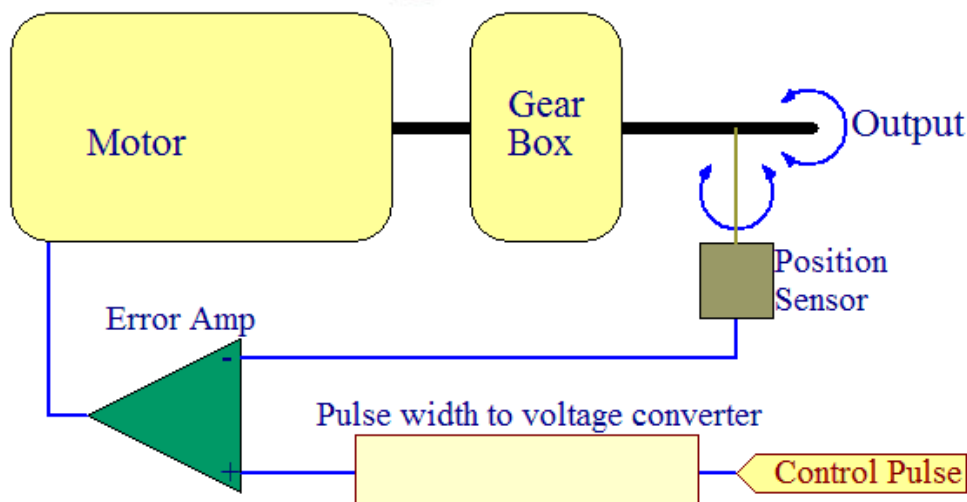 Motor
Gear
Box
Output
Position
Sensor
Error Amp
-
+
Pulse width to voltage converter
Control Pulse